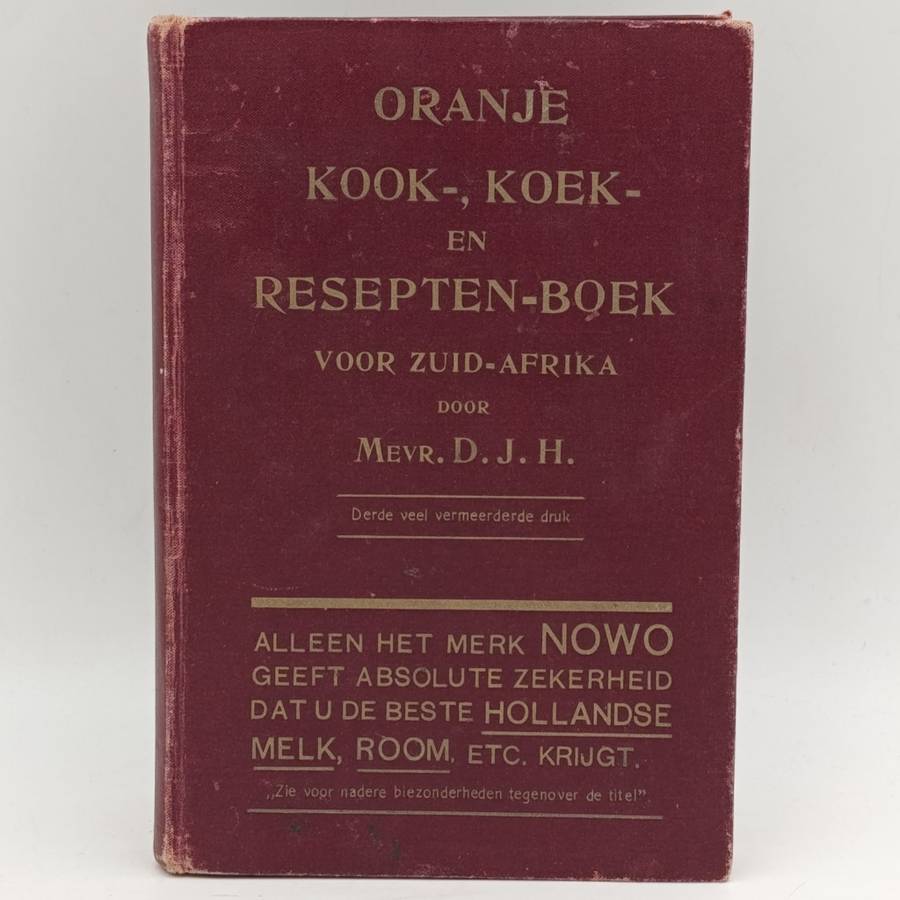 ORANJE
KOOK-, KOEK-
EN
RESEPTEN-BOEK
VOOR ZUID-AFRIKA
DOOR
MEVR. D. J. H.
Derde veel vermeerderde druk
ALLEEN HET MERK NOWO
GEEFT ABSOLUTE ZEKERHEID
DAT U DE BESTE HOLLANDSE
MELK, ROOM, ETC. KRIJGT.
„Zie voor nadere biezonderheden tegenover de titel”